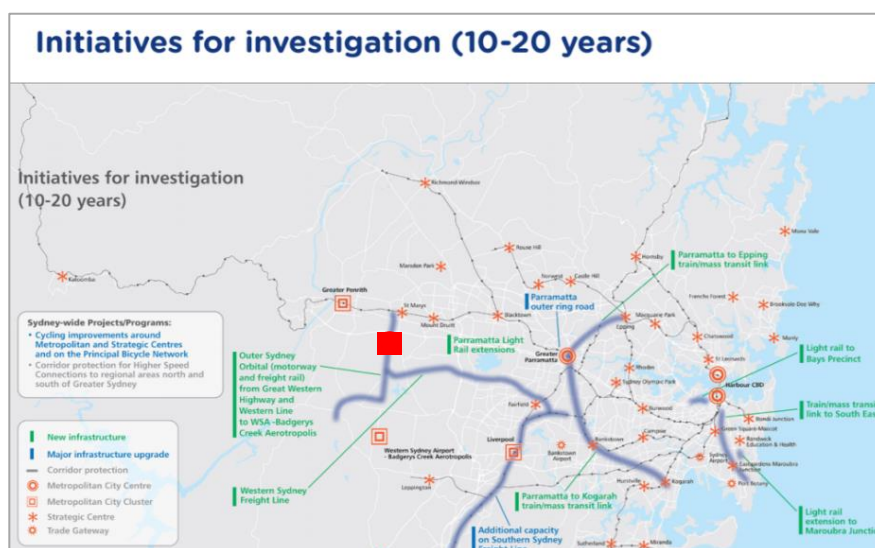 Initiatives for investigation (10-20 years)
Initiatives for investigation
(10-20 years)
Richmond-Windsor
Mona Vale
Rouse Hill
Hornsby
Parramatta to Epping
train/mass transit link
Katoomba
Marsden Park
Norwest
Castle Hill
Greater Penrith
Parramatta
outer ring road
Frenchs Forest
Brookvale-Dee Why
St Marys
Mount Druitt
Blacktown
Macquarie Park
Epping
Chatswood
Manly
Sydney-wide Projects/Programs:
• Cycling improvements around
Metropolitan and Strategic Centres
and on the Principal Bicycle Network
• Corridor protection for Higher Speed
Connections to regional areas north and
south of Greater Sydney
Outer Sydney
Orbital (motorway
and freight rail)
from Great Western
Highway and
Western Line
to WSA-Badgerys
Creek Aerotropolis
Parramatta Light
Rail extensions
Greater
Parramatta
St Leonards
Light rail to
Bays Precinct
Rhodes
Sydney Olympic Park
Harbour CBD
Fairfield
Burwood
Train/mass transit
link to South East
Bondi Junction
New infrastructure
Major infrastructure upgrade
Corridor protection
Metropolitan City Centre
Metropolitan City Cluster
Strategic Centre
Trade Gateway
Western Sydney Airport
- Badgerys Creek Aerotropolis
Liverpool
Bankstown
Airport
Bankstown
Campsie
Green Square-Mascot
Randwick
Education & Health
Sydney
Airport
Eastgardens-Maroubra
Junction
Port Botany
Leppington
Western Sydney
Freight Line
Parramatta to Kogarah
train/mass transit link
Hurstville
Kogarah
Light rail
extension to
Maroubra Junction
Additional capacity
on Southern Sydney
Freight Line
Sutherland
Miranda